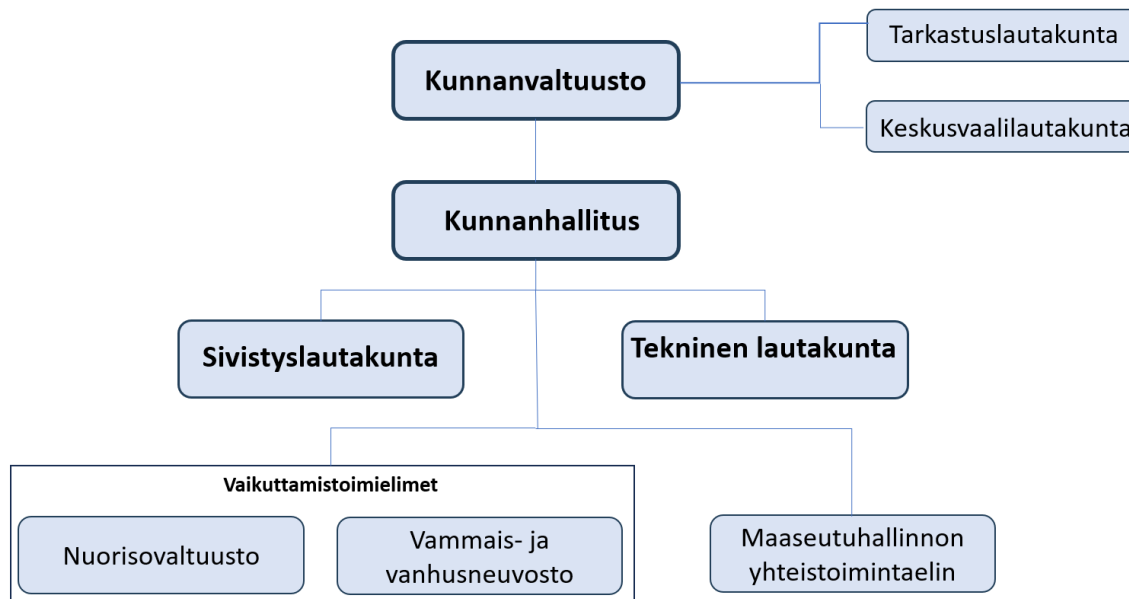 Tarkastuslautakunta
Kunnanvaltuusto
Keskusvaalilautakunta
Kunnanhallitus
Sivistyslautakunta
Tekninen lautakunta
Vaikuttamistoimielimet
Nuorisovaltuusto
Vammais- ja
vanhusneuvosto
Maaseutuhallinnon
yhteistoimintaelin